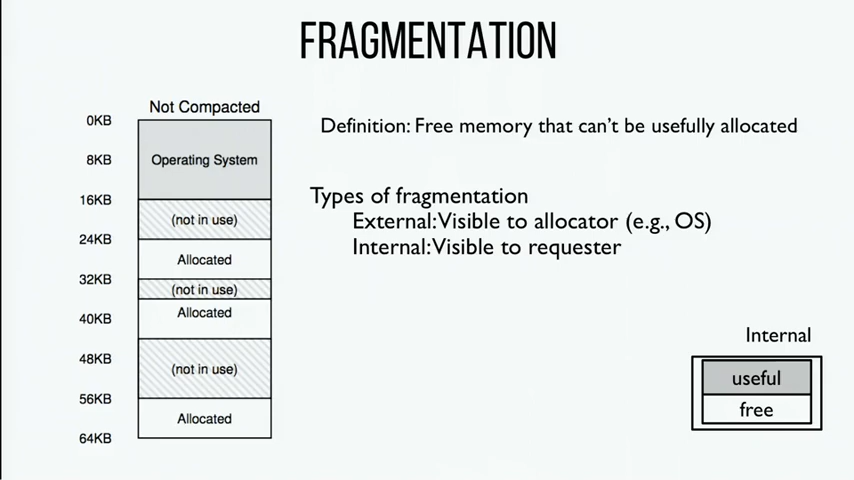 FRAGMENTATION
Not Compacted
0KB
8KB
16KB
24KB
32KB
40KB
48KB
56KB
64KB
Operating System
(not in use)
Allocated
(not in use)
Allocated
(not in use)
Allocated
Definition: Free memory that can't be usefully allocated
Types of fragmentation
External: Visible to allocator (e.g., OS)
Internal: Visible to requester
Internal
useful
free